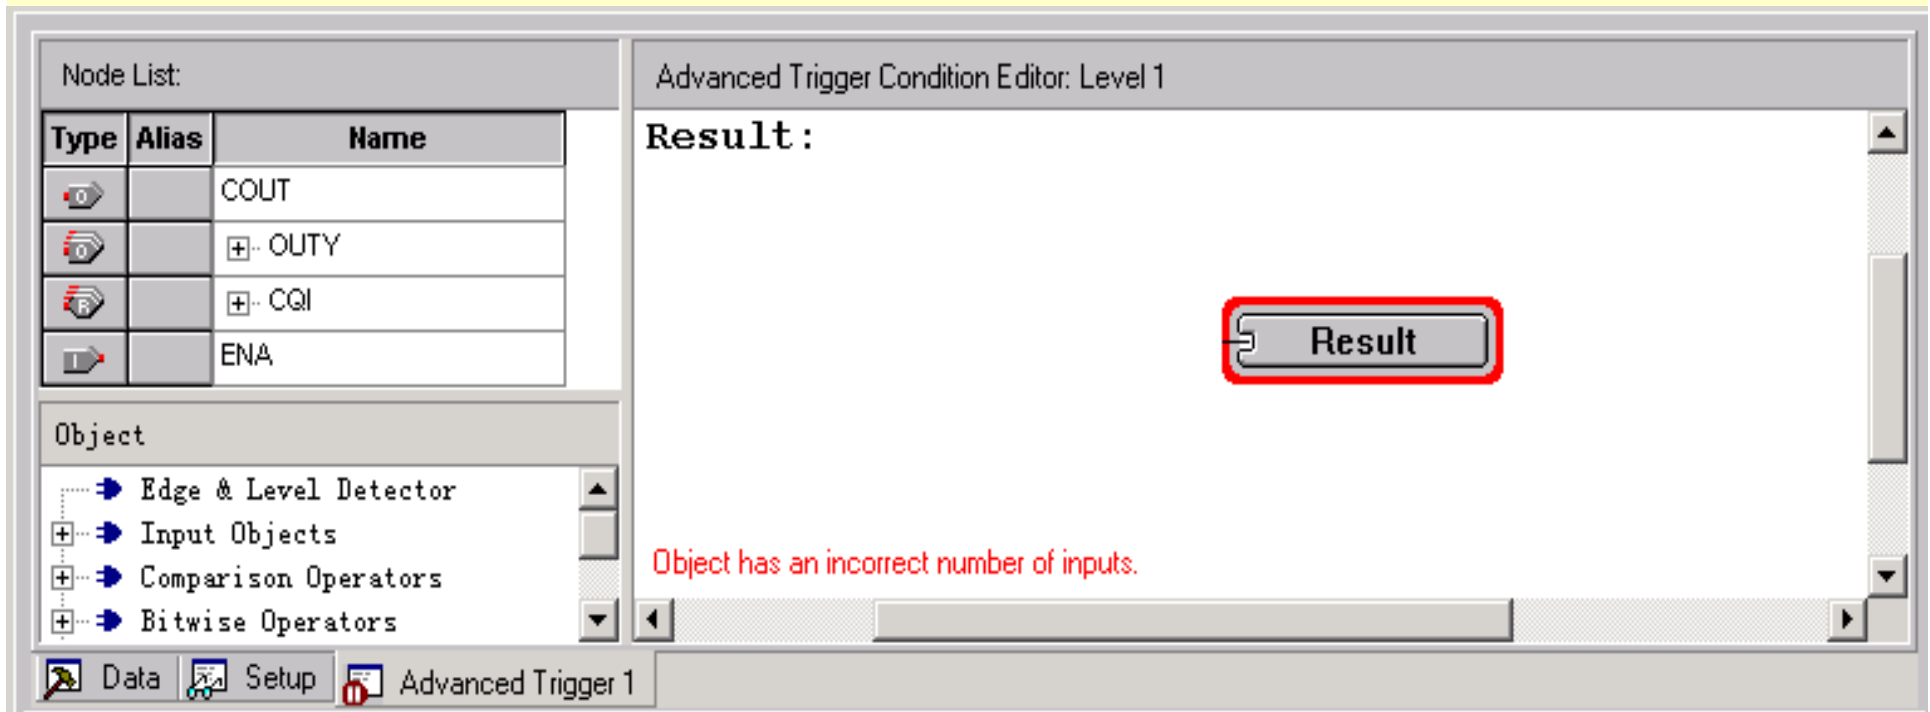 Node List:
Type Alias Name
COUT
OUTY
CQI
ENA
Object
Edge & Level Detector
Input Objects
Comparison Operators
Bitwise Operators
Advanced Trigger Condition Editor: Level 1
Result:
Result
Object has an incorrect number of inputs.
Data Setup Advanced Trigger 1